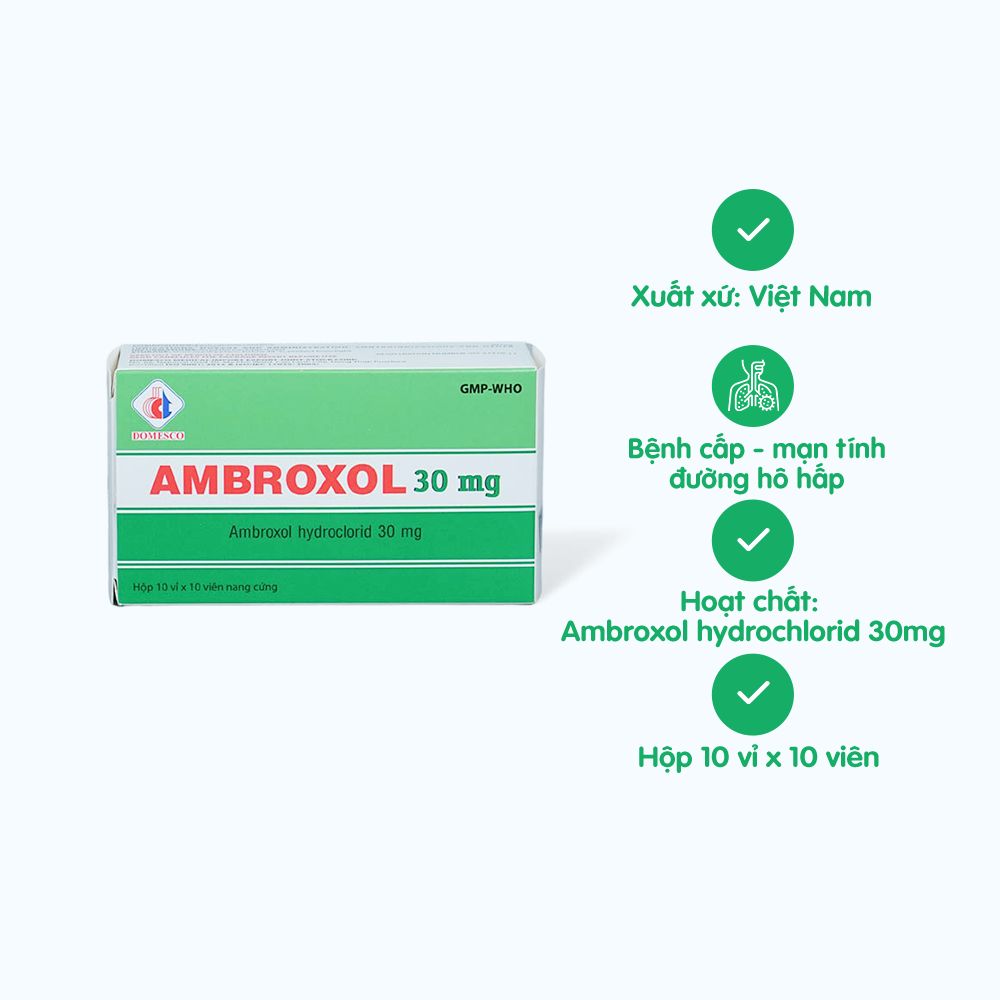 GMP-WHO
DOMESCO
AMBROXOL 30 mg
Ambroxol hydroclorid 30 mg
Hộp 10 vỉ x 10 viên nang cứng
Xuất xứ: Việt Nam
Bệnh cấp - mạn tính
đường hô hấp
Hoạt chất:
Ambroxol hydrochlorid 30mg
Hộp 10 vỉ x 10 viên